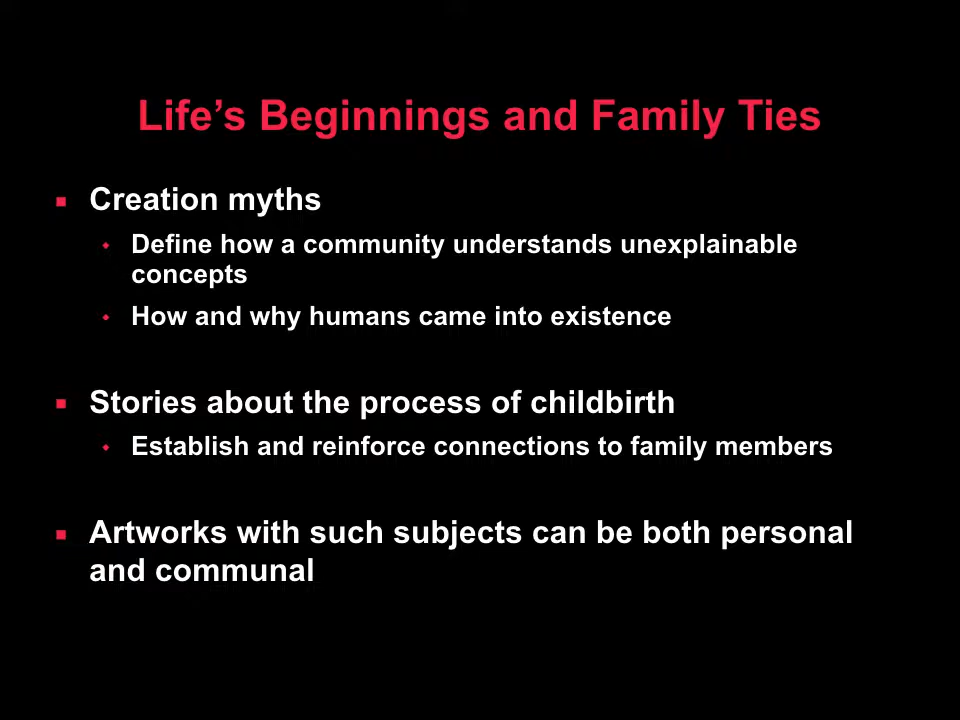 Life’s Beginnings and Family Ties
Creation myths
Define how a community understands unexplainable
concepts
How and why humans came into existence
Stories about the process of childbirth
Establish and reinforce connections to family members
Artworks with such subjects can be both personal
and communal